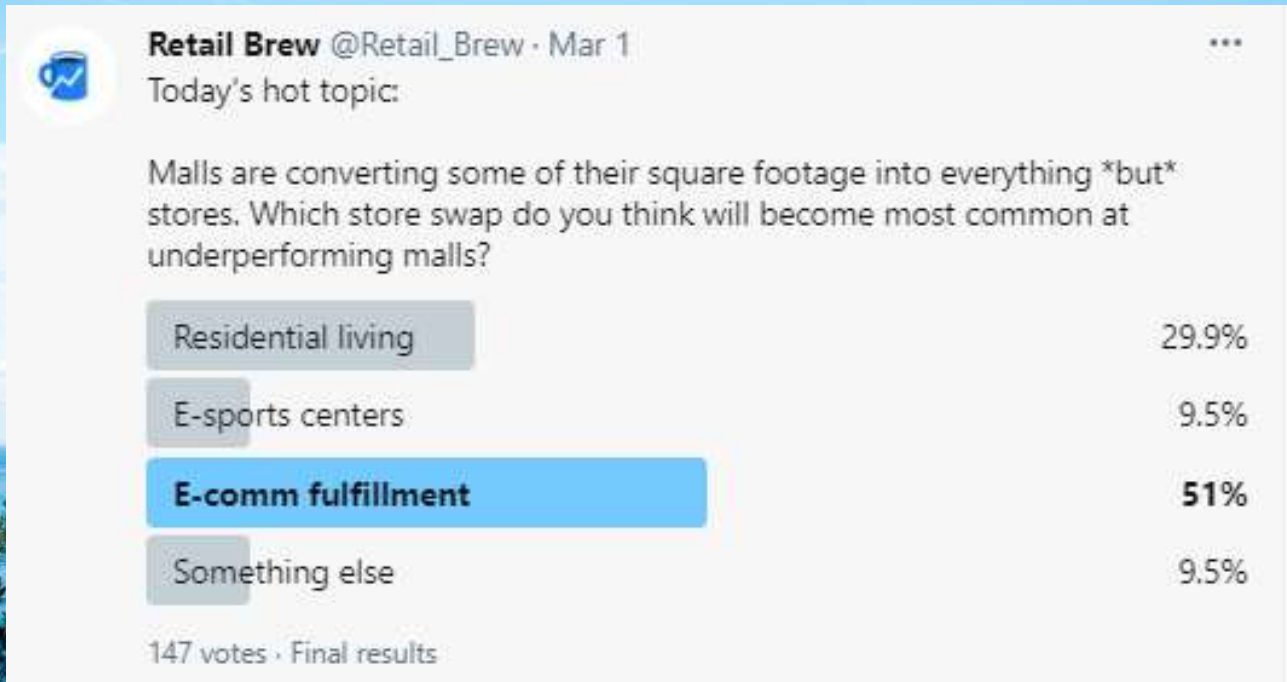 Retail Brew @Retail_Brew · Mar 1
Today's hot topic:
Malls are converting some of their square footage into everything *but*
stores. Which store swap do you think will become most common at
underperforming malls?
Residential living 29.9%
E-sports centers 9.5%
E-comm fulfillment 51%
Something else 9.5%
147 votes · Final results